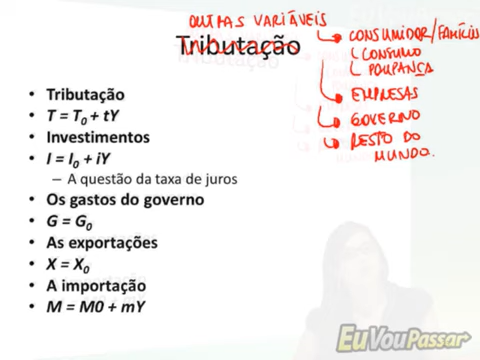 OUTRAS VARIÁVEIS
Tributação
CONSUMIDOR/FAMÍLIAS
CONSUMO
POUPANÇA
EMPRESAS
GOVERNO
RESTO DO
MUNDO.
• Tributação
• T = T₀ + tY
• Investimentos
• I = I₀ + iY
– A questão da taxa de juros
• Os gastos do governo
• G = G₀
• As exportações
• X = X₀
• A importação
• M = M0 + mY
EuVouPassar